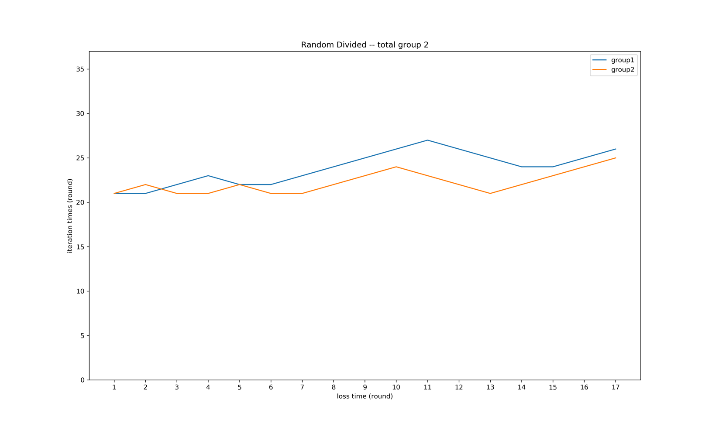 Random Divided -- total group 2
group1
group2
35
30
25
20
15
10
5
0
iteration times (round)
1 2 3 4 5 6 7 8 9 10 11 12 13 14 15 16 17
loss time (round)